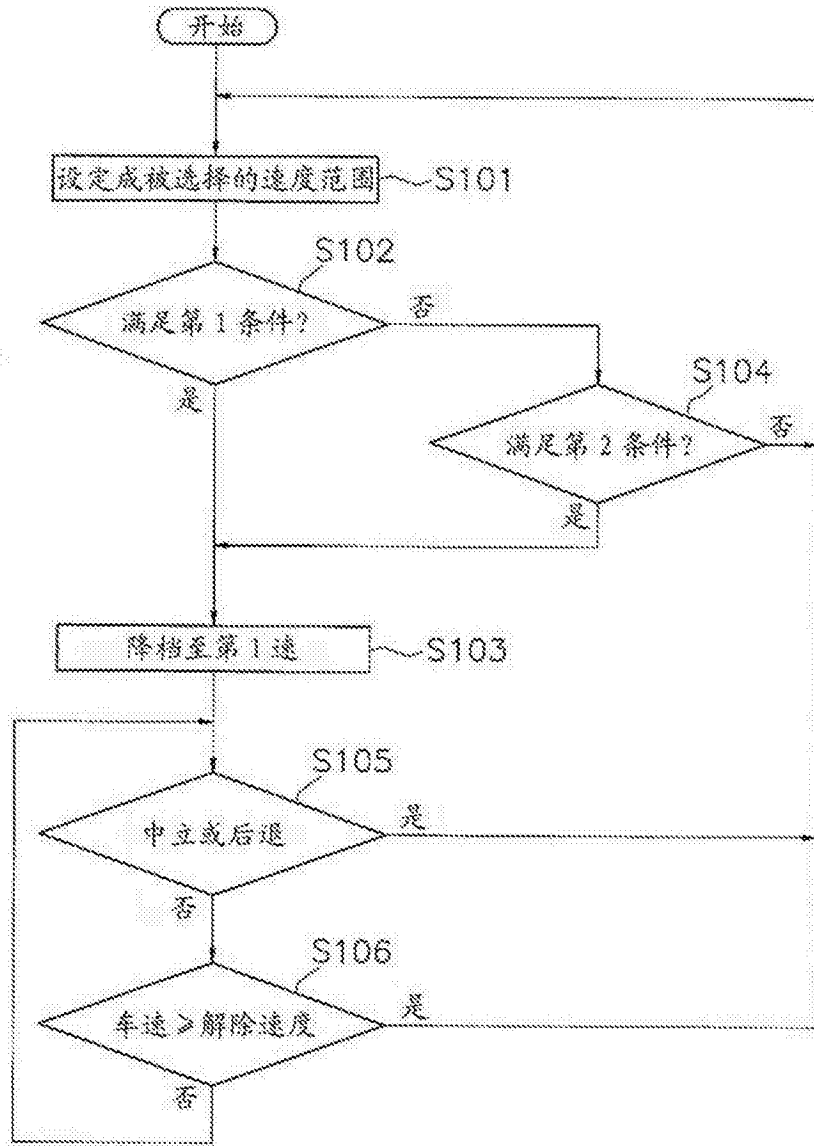 开始
设定成被选择的速度范围
S101
S102
满足第1条件?
否
是
S104
满足第2条件?
否
是
降档至第1速
S103
S105
中立或后退
是
否
S106
车速≥解除速度
是
否